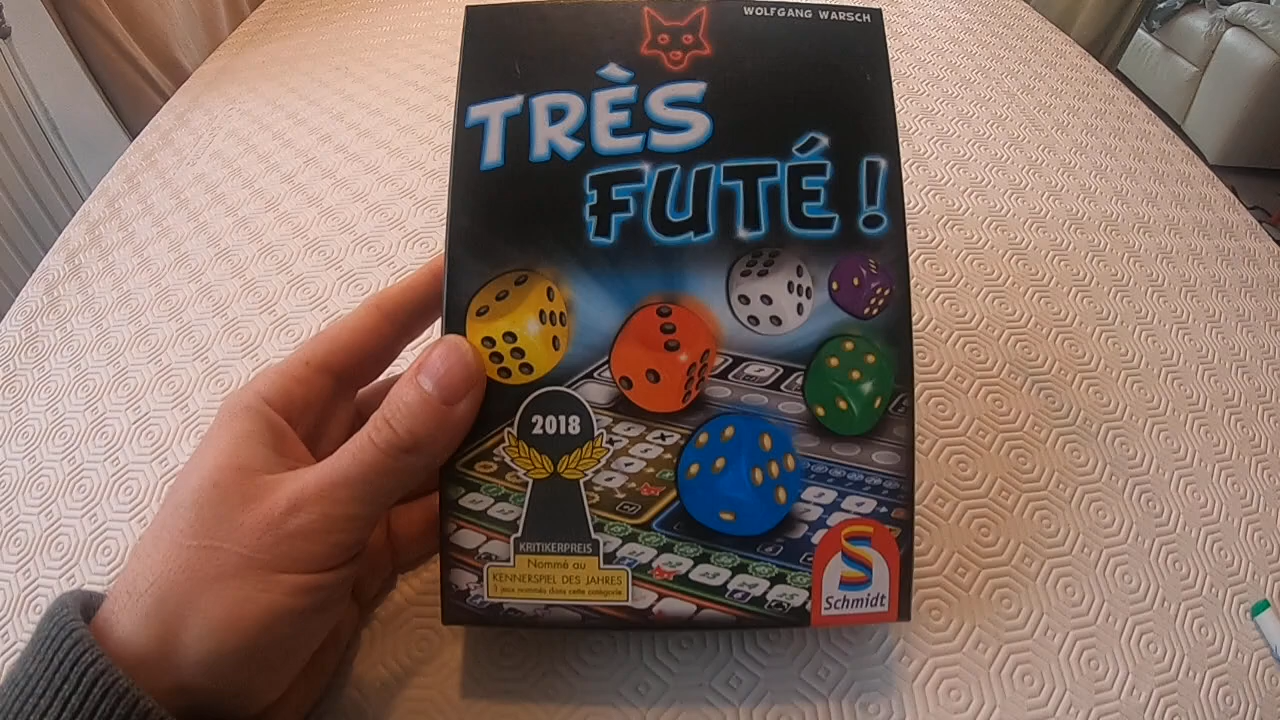 WOLFGANG WARSCH
TRÈS
FUTÉ !
2018
KRITIKERPREIS
Nommé au
KENNERSPIEL DES JAHRES
3 jeux nommés dans cette catégorie
S
Schmidt